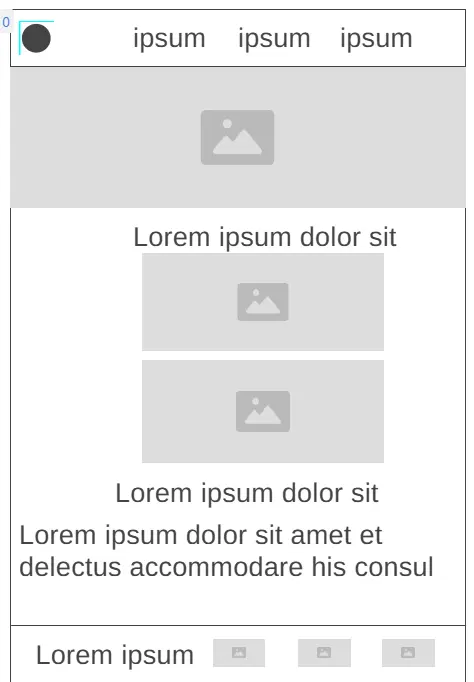 0
ipsum ipsum ipsum
Lorem ipsum dolor sit
Lorem ipsum dolor sit
Lorem ipsum dolor sit amet et
delectus accommodare his consul
Lorem ipsum